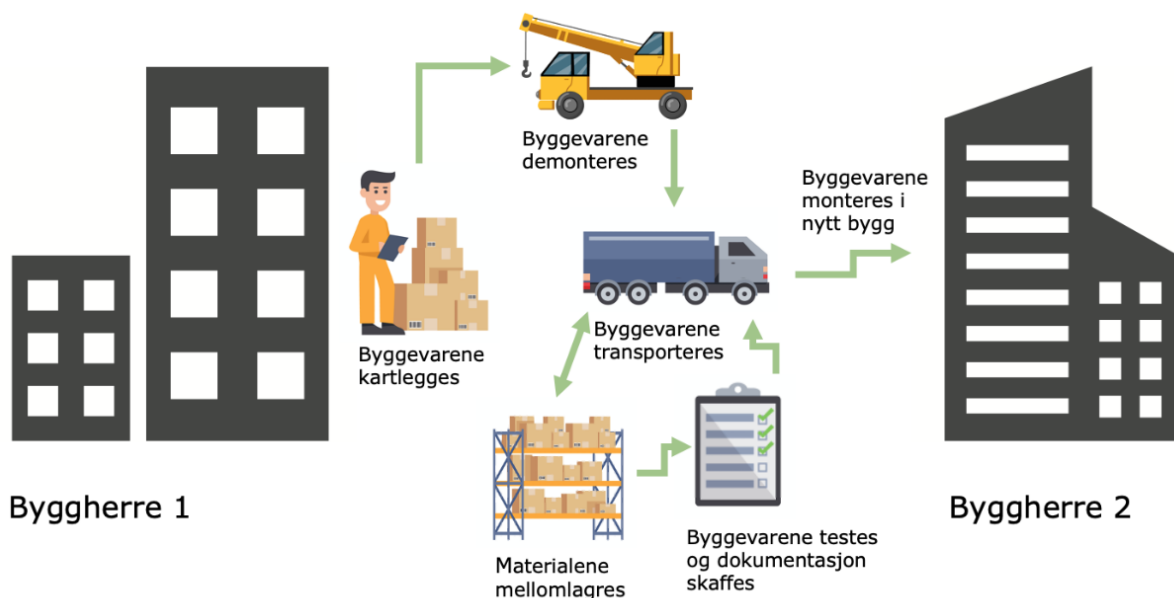 Byggevarene
demonteres
Byggevarene
monteres i
nytt bygg
Byggevarene
kartlegges
Byggevarene
transporteres
Byggherre 1
Byggherre 2
Materialene
mellomlagres
Byggevarene testes
og dokumentasjon
skaffes